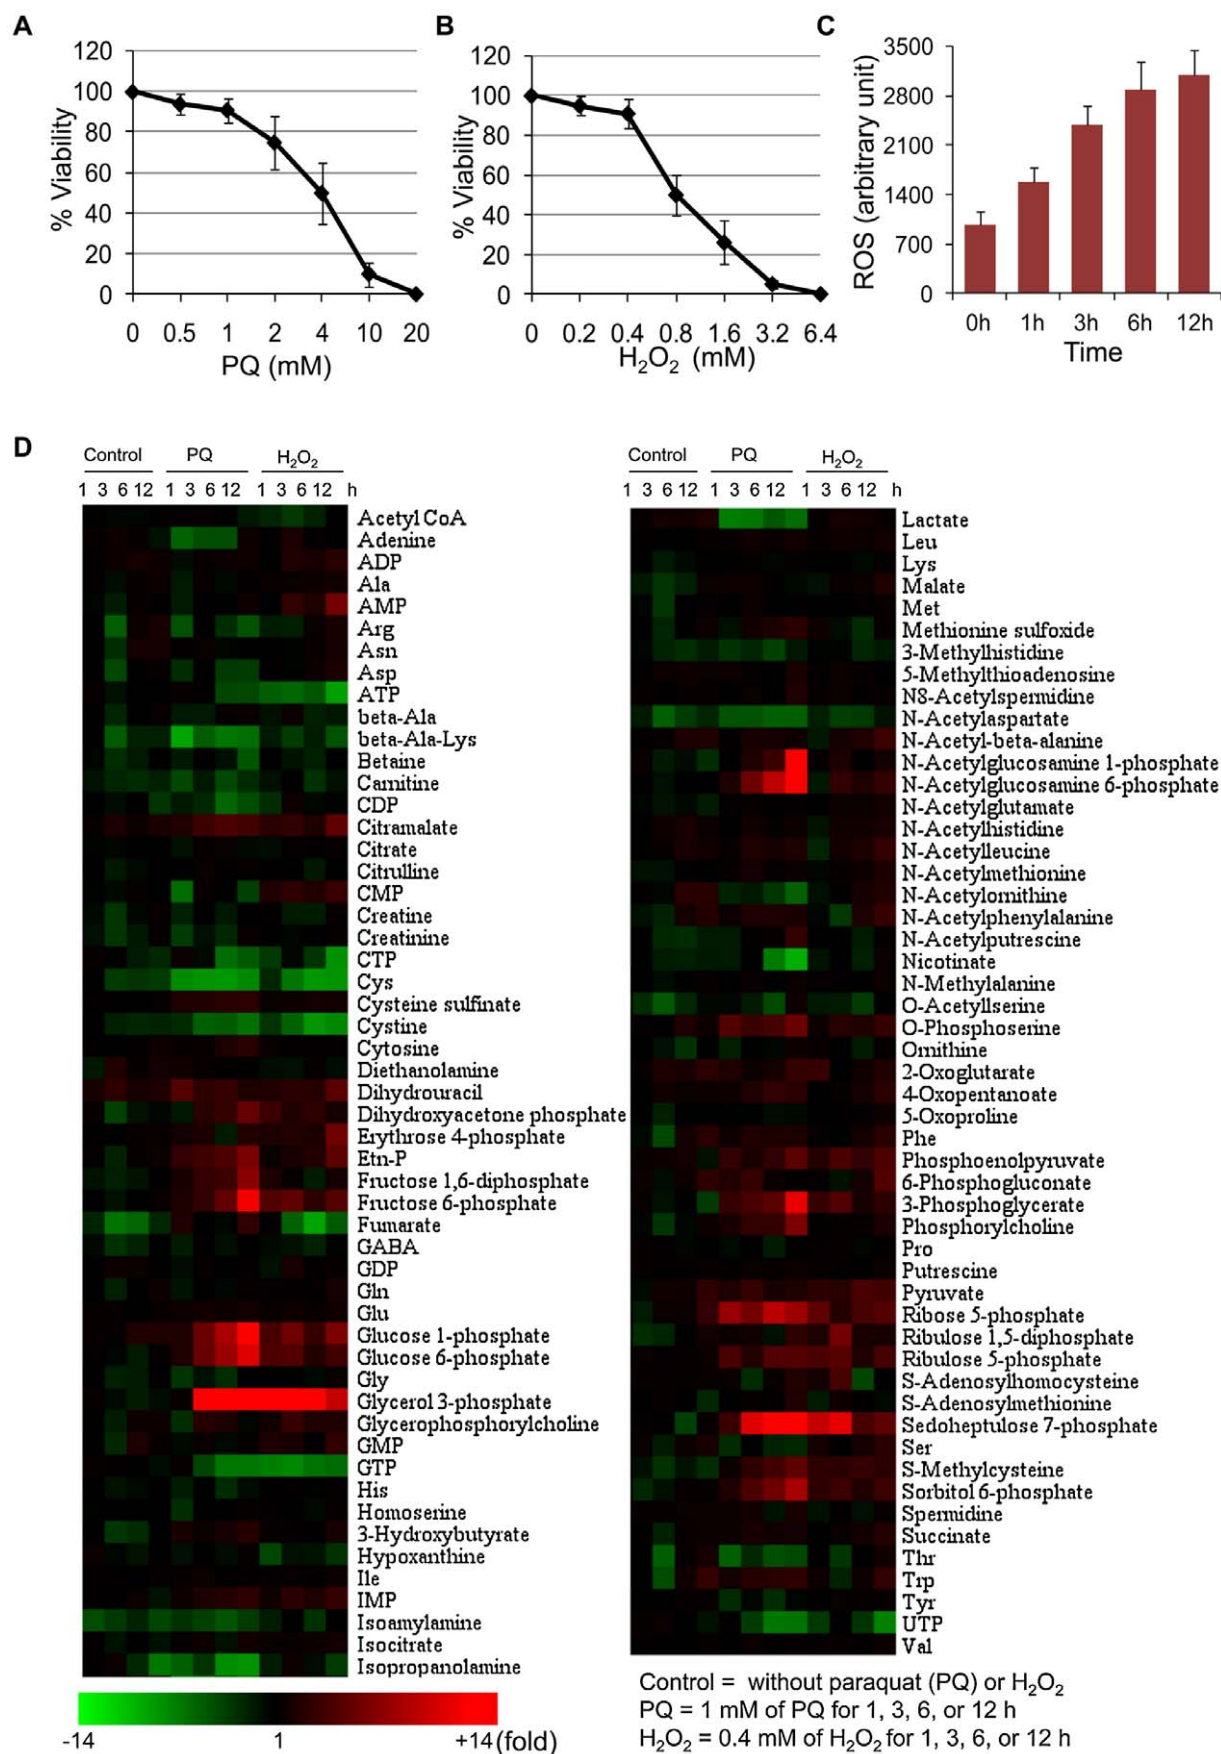 A
120
100
80
60
40
20
0
% Viability
0 0.5 1 2 4 10 20
PQ (mM)
B
120
100
80
60
40
20
0
% Viability
0 0.2 0.4 0.8 1.6 3.2 6.4
H₂O₂ (mM)
C
3500
2800
2100
1400
700
0
ROS (arbitrary unit)
0h 1h 3h 6h 12h
Time
D
Control PQ H₂O₂
1 3 6 12 1 3 6 12 1 3 6 12 h
Acetyl CoA
Adenine
ADP
Ala
AMP
Arg
Asn
Asp
ATP
beta-Ala
beta-Ala-Lys
Betaine
Carnitine
CDP
Citramalate
Citrate
Citrulline
CMP
Creatine
Creatinine
CTP
Cys
Cysteine sulfinate
Cystine
Cytosine
Diethanolamine
Dihydrouracil
Dihydroxyacetone phosphate
Erythrose 4-phosphate
Etn-P
Fructose 1,6-diphosphate
Fructose 6-phosphate
Fumarate
GABA
GDP
Gln
Glu
Glucose 1-phosphate
Glucose 6-phosphate
Gly
Glycerol 3-phosphate
Glycerophosphorylcholine
GMP
GTP
His
Homoserine
3-Hydroxybutyrate
Hypoxanthine
Ile
IMP
Isoamylamine
Isocitrate
Isopropanolamine
-14 1 +14 (fold)
Control PQ H₂O₂
1 3 6 12 1 3 6 12 1 3 6 12 h
Lactate
Leu
Lys
Malate
Met
Methionine sulfoxide
3-Methylhistidine
5-Methylthioadenosine
N8-Acetylspermidine
N-Acetylaspartate
N-Acetyl-beta-alanine
N-Acetylglucosamine 1-phosphate
N-Acetylglucosamine 6-phosphate
N-Acetylglutamate
N-Acetylhistidine
N-Acetylleucine
N-Acetylmethionine
N-Acetylornithine
N-Acetylphenylalanine
N-Acetylputrescine
Nicotinate
N-Methylalanine
O-Acetyllserine
O-Phosphoserine
Ornithine
2-Oxoglutarate
4-Oxopentanoate
5-Oxoproline
Phe
Phosphoenolpyruvate
6-Phosphogluconate
3-Phosphoglycerate
Phosphorylcholine
Pro
Putrescine
Pyruvate
Ribose 5-phosphate
Ribulose 1,5-diphosphate
Ribulose 5-phosphate
S-Adenosylhomocysteine
S-Adenosylmethionine
Sedoheptulose 7-phosphate
Ser
S-Methylcysteine
Sorbitol 6-phosphate
Spermidine
Succinate
Thr
Trp
Tyr
UTP
Val
Control = without paraquat (PQ) or H₂O₂
PQ = 1 mM of PQ for 1, 3, 6, or 12 h
H₂O₂ = 0.4 mM of H₂O₂ for 1, 3, 6, or 12 h